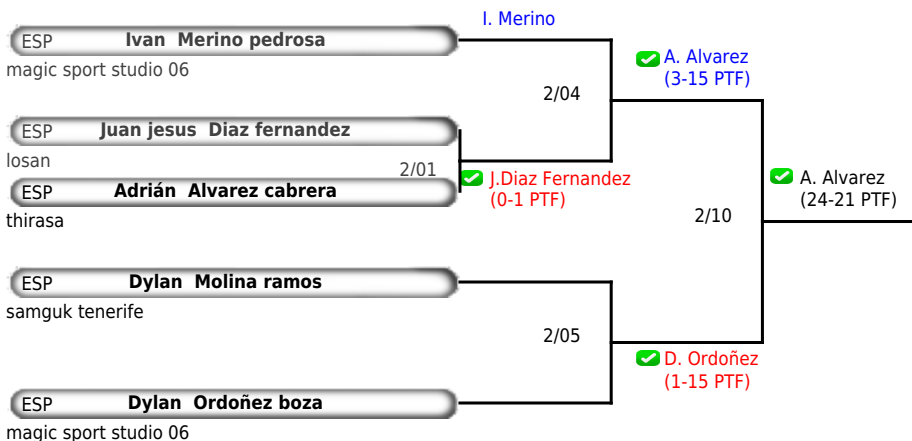 I. Merino
ESP Ivan Merino pedrosa
magic sport studio 06
A. Alvarez
(3-15 PTF)
2/04
ESP Juan jesus Diaz fernandez
losan
2/01
J.Diaz Fernandez
(0-1 PTF)
ESP Adrián Alvarez cabrera
thirasa
A. Alvarez
(24-21 PTF)
2/10
ESP Dylan Molina ramos
samguk tenerife
2/05
D. Ordoñez
(1-15 PTF)
ESP Dylan Ordoñez boza
magic sport studio 06